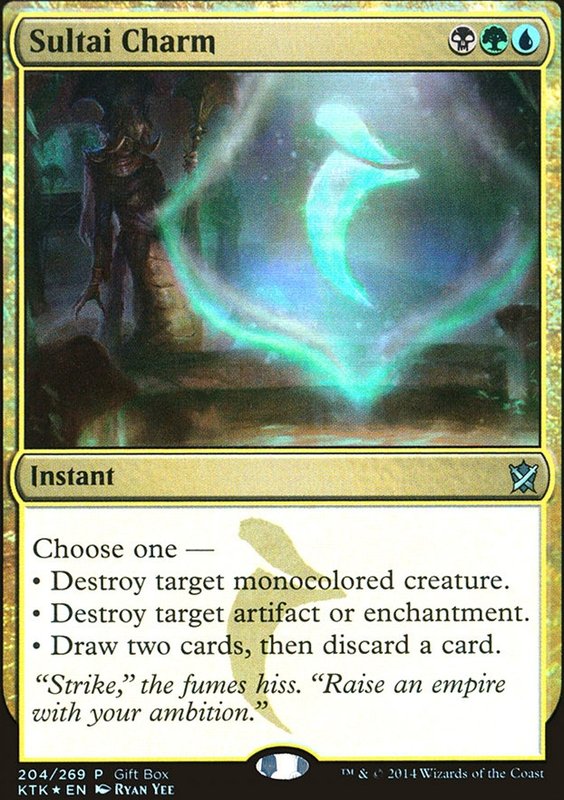 Sultai Charm
Instant
Choose one —
• Destroy target monocolored creature.
• Destroy target artifact or enchantment.
• Draw two cards, then discard a card.
“Strike,” the fumes hiss. “Raise an empire
with your ambition.”
204/269 P Gift Box
KTK★EN Ryan Yee
™ & © 2014 Wizards of the Coast